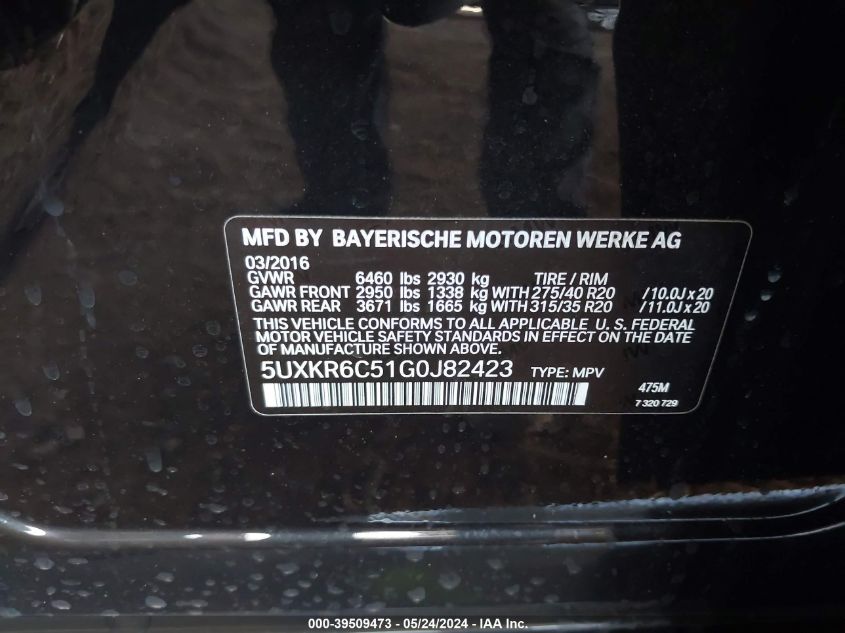 MFD BY BAYERISCHE MOTOREN WERKE AG
03/2016
GVWR 6460 lbs 2930 kg TIRE / RIM
GAWR FRONT 2950 lbs 1338 kg WITH 275/40 R20 / 10.0J x 20
GAWR REAR 3671 lbs 1665 kg WITH 315/35 R20 / 11.0J x 20
THIS VEHICLE CONFORMS TO ALL APPLICABLE U. S. FEDERAL
MOTOR VEHICLE SAFETY STANDARDS IN EFFECT ON THE DATE
OF MANUFACTURE SHOWN ABOVE.
5UXKR6C51G0J82423 TYPE: MPV
475M
7 320 729
000-39509473 - 05/24/2024 - IAA Inc.